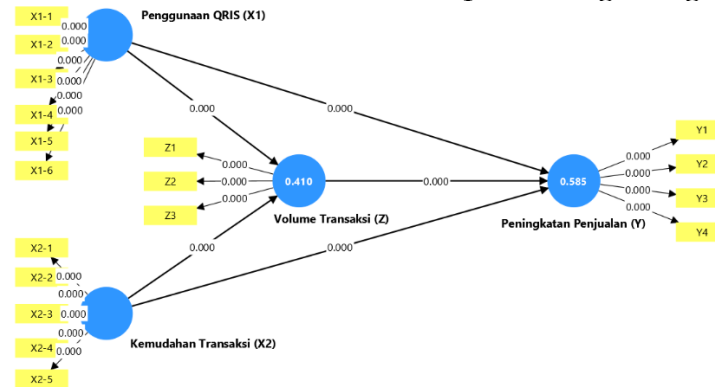 X1-1
Penggunaan QRIS (X1)
0.000
X1-2
0.000
0.000
X1-3
0.000
0.000
X1-4
0.000
X1-5
X1-6
0.000
0.000
Z1
0.000
Z2
0.000
Z3
0.000
0.410
Volume Transaksi (Z)
0.000
0.585
Peningkatan Penjualan (Y)
Y1
0.000
Y2
0.000
Y3
0.000
Y4
0.000
0.000
0.000
X2-1
X2-2
0.000
0.000
X2-3
0.000
0.000
X2-4
0.000
X2-5
Kemudahan Transaksi (X2)